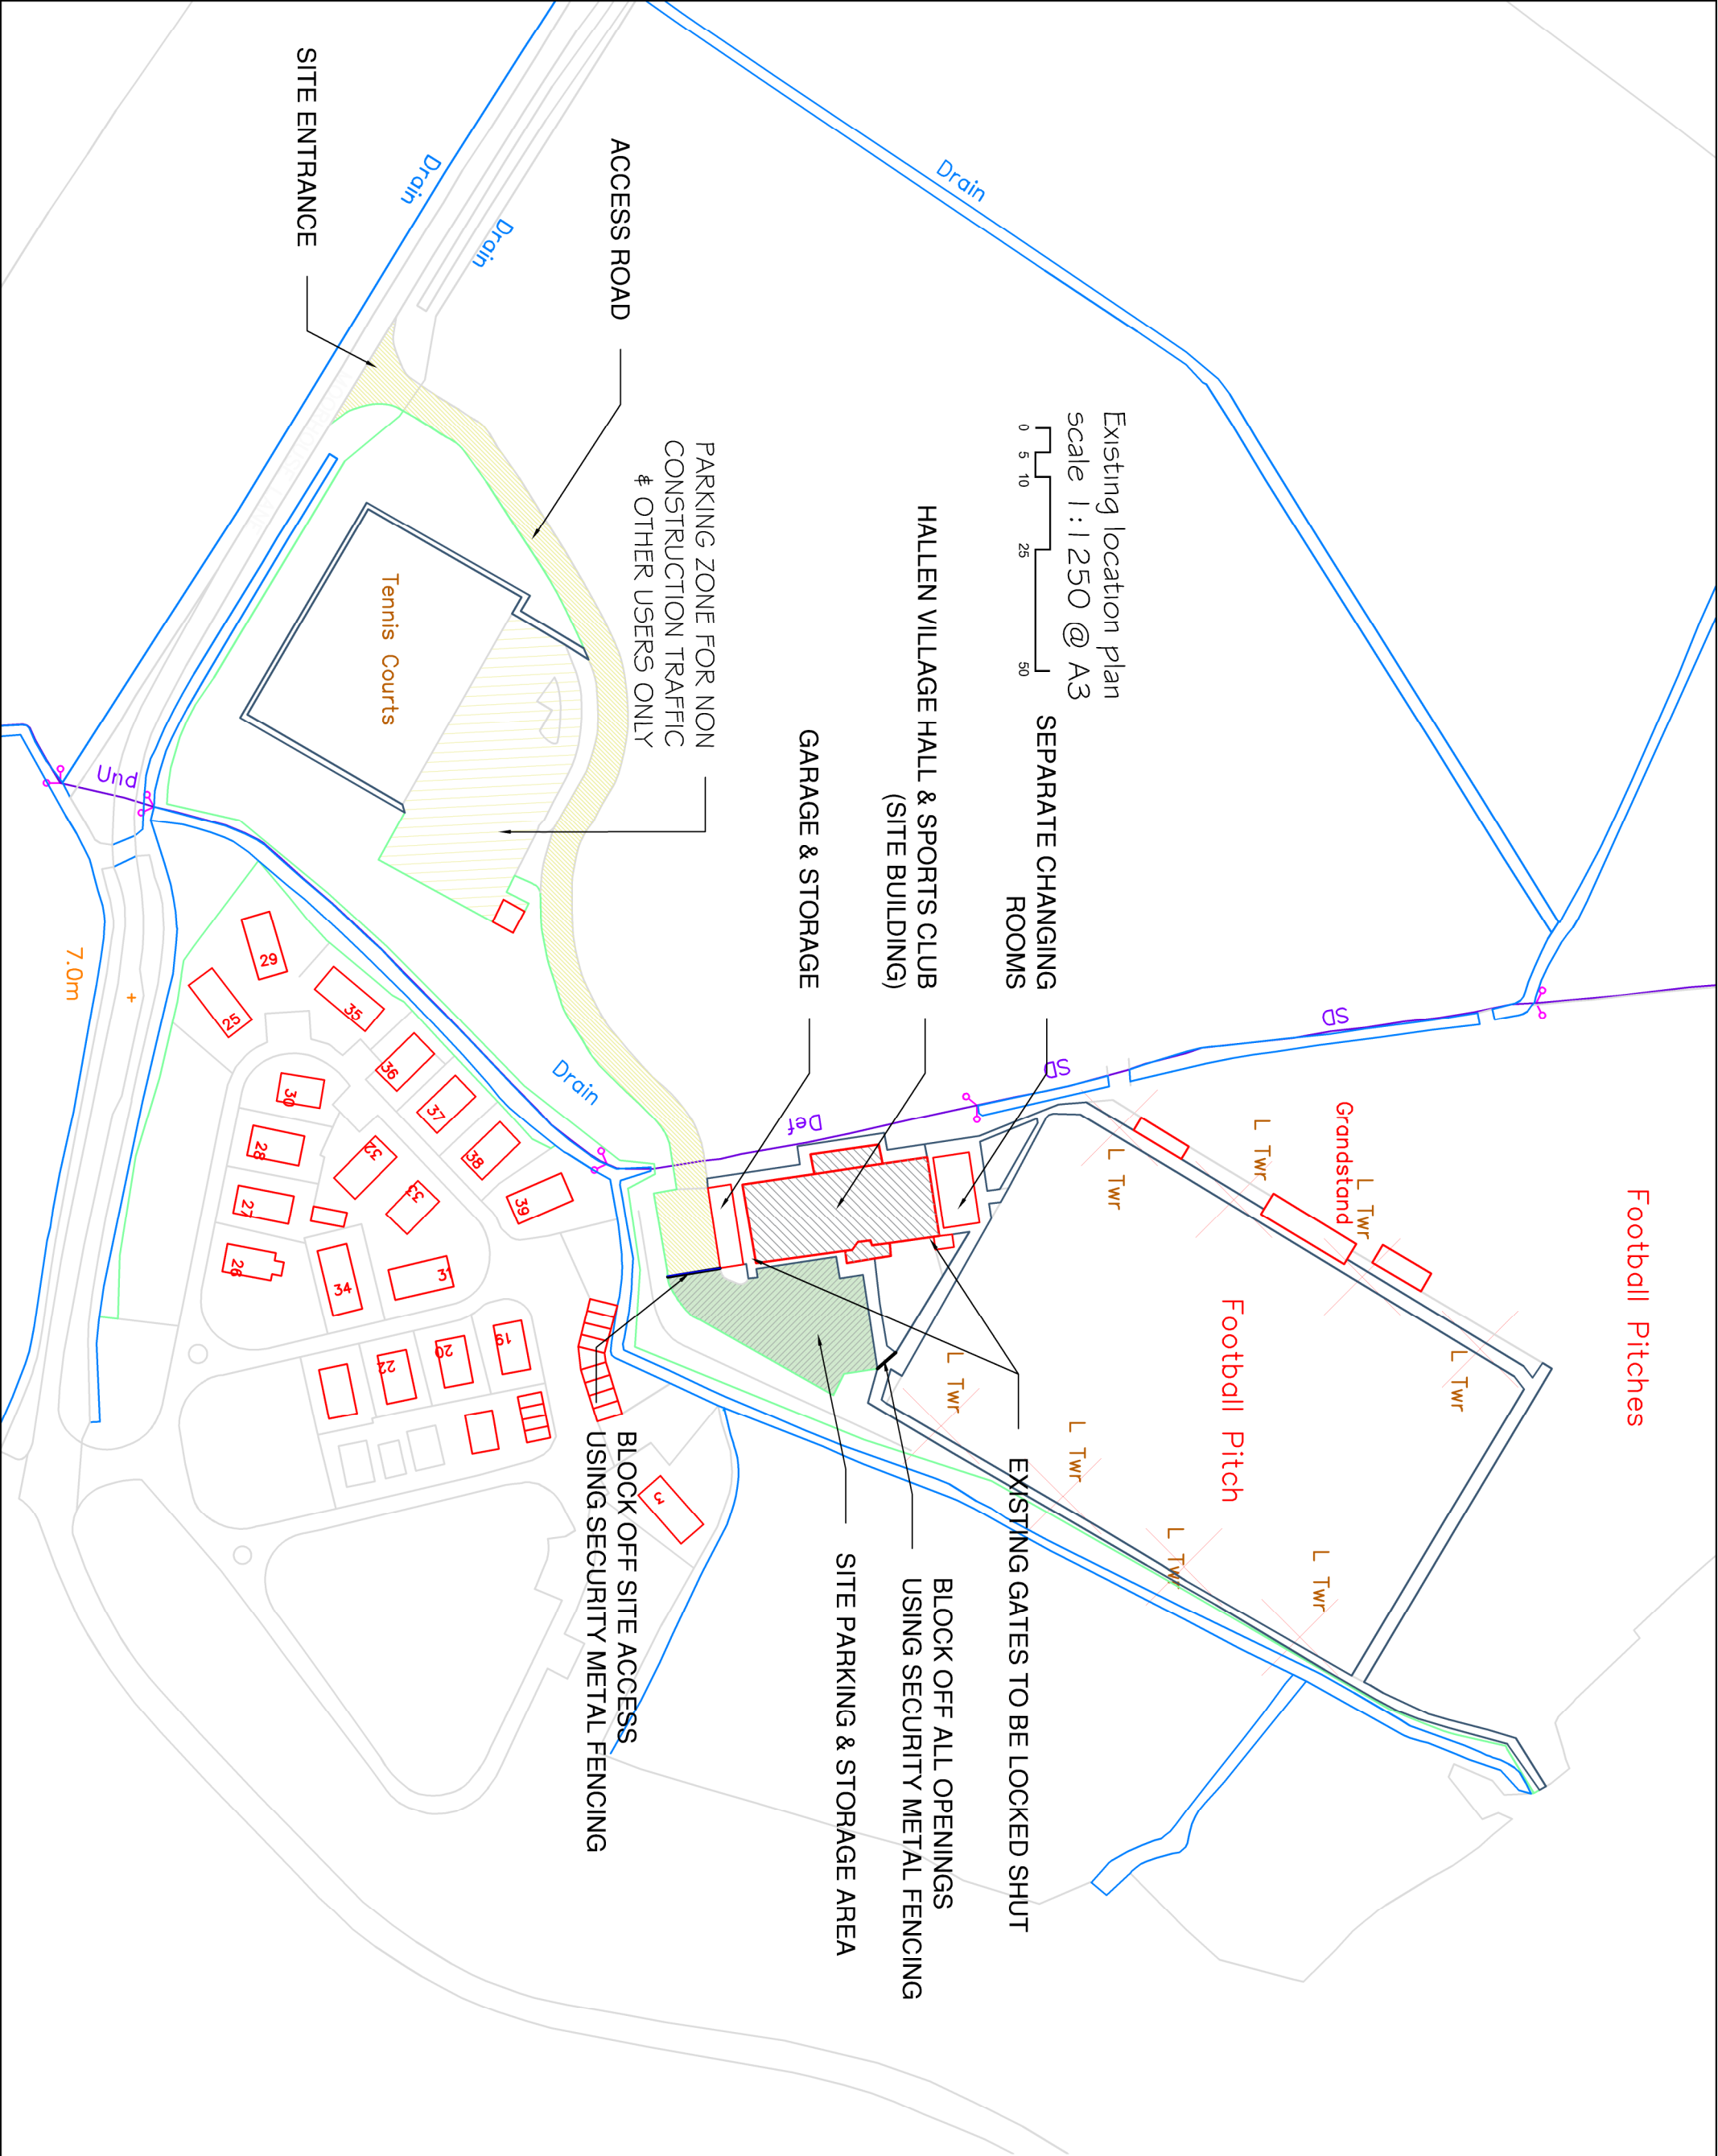 Football Pitches
Football Pitch
Grandstand
L Twr
L Twr
L Twr
L Twr
L Twr
L Twr
L Twr
L Twr
SD
SD
Def
Drain
Existing location plan
scale 1:1250 @ A3
0 5 10 25 50
SEPARATE CHANGING
ROOMS
HALLEN VILLAGE HALL & SPORTS CLUB
(SITE BUILDING)
GARAGE & STORAGE
PARKING ZONE FOR NON
CONSTRUCTION TRAFFIC
& OTHER USERS ONLY
ACCESS ROAD
SITE ENTRANCE
Drain
Drain
Tennis Courts
Drain
Und
7.0m
+
EXISTING GATES TO BE LOCKED SHUT
BLOCK OFF ALL OPENINGS
USING SECURITY METAL FENCING
SITE PARKING & STORAGE AREA
BLOCK OFF SITE ACCESS
USING SECURITY METAL FENCING
29
25
35
36
37
38
39
30
28
27
26
32
33
34
31
19
20
22
3